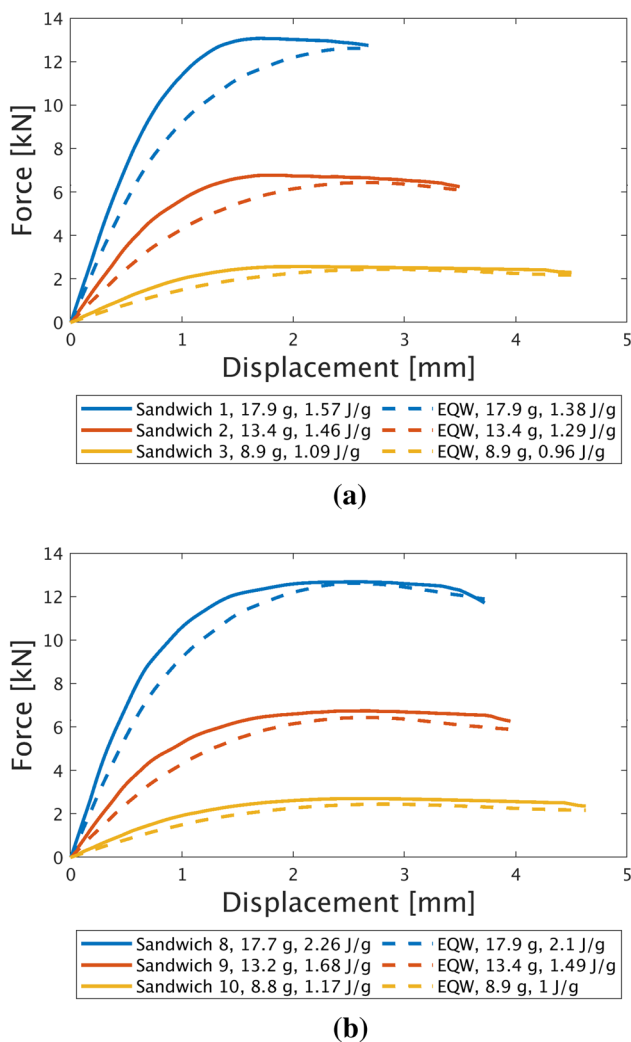 14
12
10
8
6
4
2
0
Force [kN]
0 1 2 3 4 5
Displacement [mm]
Sandwich 1, 17.9 g, 1.57 J/g EQW, 17.9 g, 1.38 J/g
Sandwich 2, 13.4 g, 1.46 J/g EQW, 13.4 g, 1.29 J/g
Sandwich 3, 8.9 g, 1.09 J/g EQW, 8.9 g, 0.96 J/g
(a)
14
12
10
8
6
4
2
0
Force [kN]
0 1 2 3 4 5
Displacement [mm]
Sandwich 8, 17.7 g, 2.26 J/g EQW, 17.9 g, 2.1 J/g
Sandwich 9, 13.2 g, 1.68 J/g EQW, 13.4 g, 1.49 J/g
Sandwich 10, 8.8 g, 1.17 J/g EQW, 8.9 g, 1 J/g
(b)